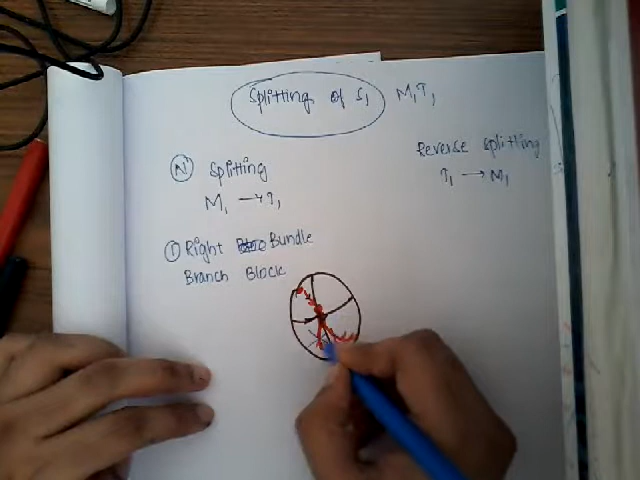 Splitting of S₁ M₁T₁
Reverse splitting
T₁ → M₁
(N) Splitting
M₁ → T₁
① Right Bundle
Branch Block